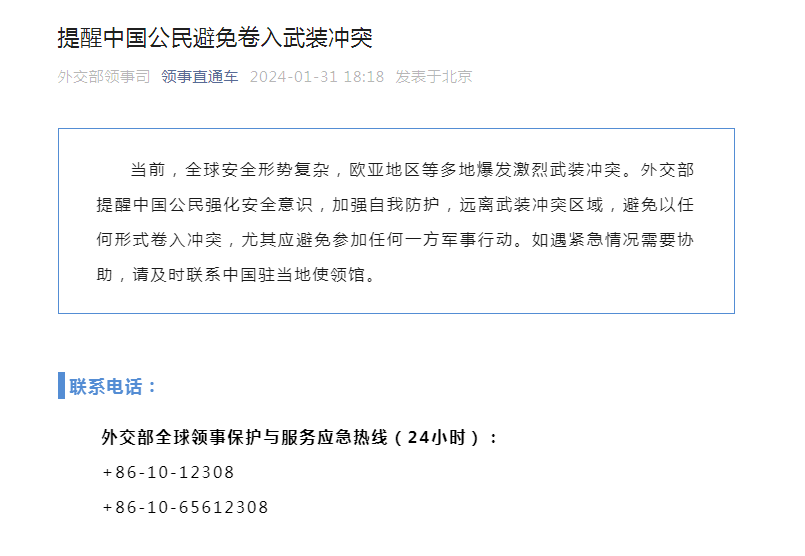 提醒中国公民避免卷入武装冲突
外交部领事司 领事直通车 2024-01-31 18:18 发表于北京
当前，全球安全形势复杂，欧亚地区等多地爆发激烈武装冲突。外交部
提醒中国公民强化安全意识，加强自我防护，远离武装冲突区域，避免以任
何形式卷入冲突，尤其应避免参加任何一方军事行动。如遇紧急情况需要协
助，请及时联系中国驻当地使领馆。
联系电话：
外交部全球领事保护与服务应急热线（24小时）：
+86-10-12308
+86-10-65612308